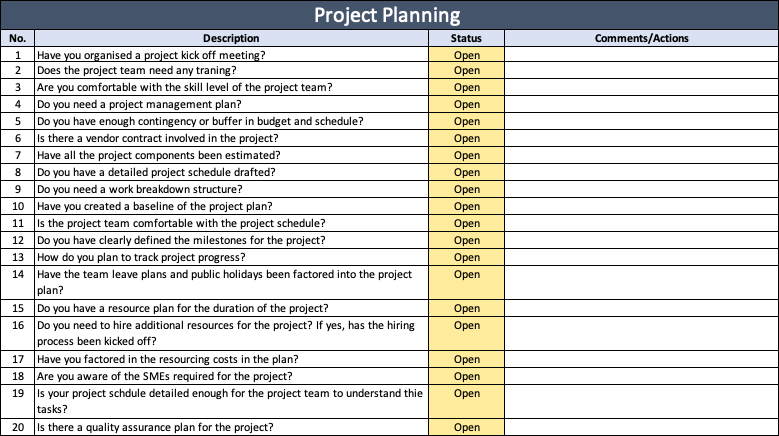 Project Planning
No. Description Status Comments/Actions
1 Have you organised a project kick off meeting? Open
2 Does the project team need any traning? Open
3 Are you comfortable with the skill level of the project team? Open
4 Do you need a project management plan? Open
5 Do you have enough contingency or buffer in budget and schedule? Open
6 Is there a vendor contract involved in the project? Open
7 Have all the project components been estimated? Open
8 Do you have a detailed project schedule drafted? Open
9 Do you need a work breakdown structure? Open
10 Have you created a baseline of the project plan? Open
11 Is the project team comfortable with the project schedule? Open
12 Do you have clearly defined the milestones for the project? Open
13 How do you plan to track project progress? Open
14 Have the team leave plans and public holidays been factored into the project Open
plan?
15 Do you have a resource plan for the duration of the project? Open
16 Do you need to hire additional resources for the project? If yes, has the hiring Open
process been kicked off?
17 Have you factored in the resourcing costs in the plan? Open
18 Are you aware of the SMEs required for the project? Open
19 Is your project schdule detailed enough for the project team to understand thie Open
tasks?
20 Is there a quality assurance plan for the project? Open